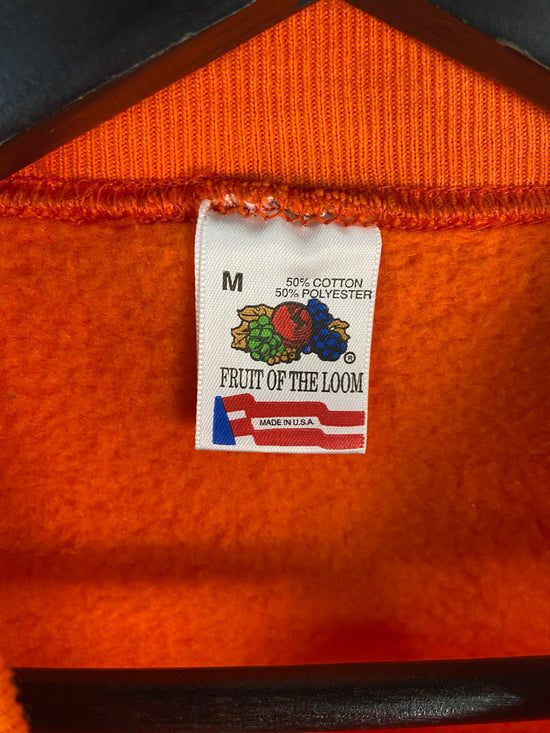 M
50% COTTON
50% POLYESTER
®
FRUIT OF THE LOOM
MADE IN U.S.A.